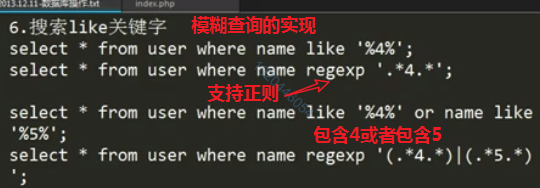 2013.12.11-数据库操作.txt
index.php
6.搜索like关键字 模糊查询的实现
select * from user where name like '%4%';
select * from user where name regexp '.*4.*';
支持正则
select * from user where name like '%4%' or name like
'%5%';
包含4或者包含5
select * from user where name regexp '(.*4.*)|(.*5.*)
';